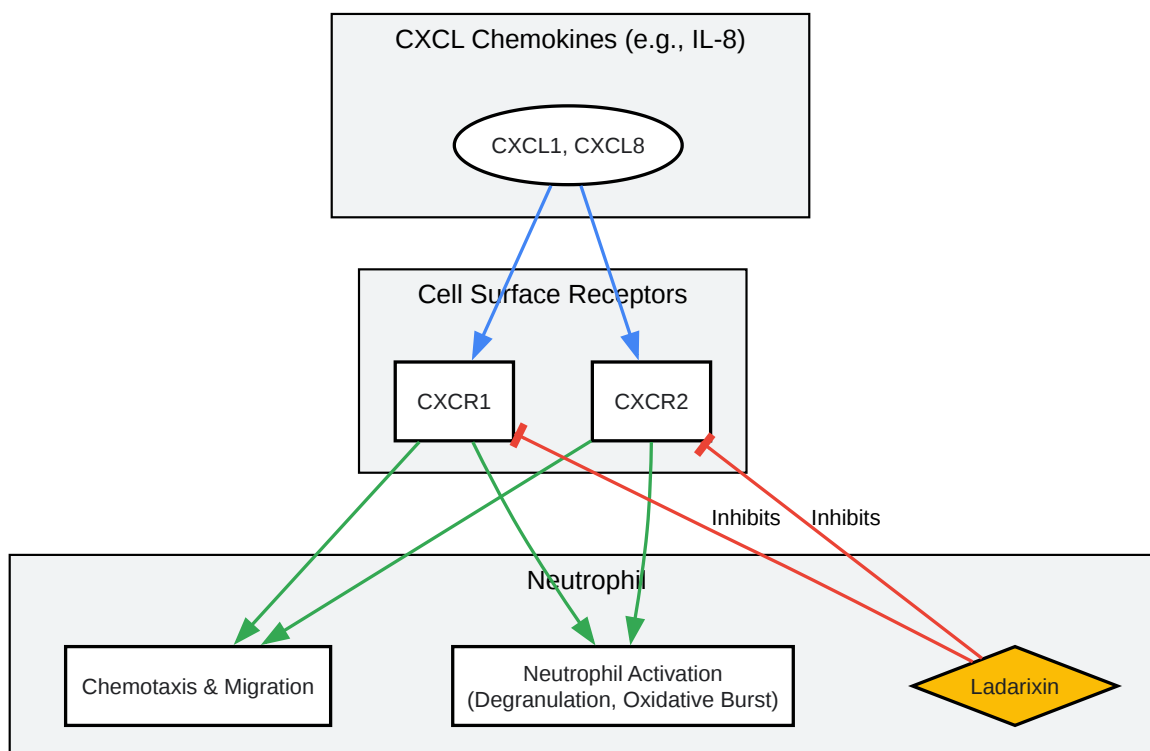 CXCL Chemokines (e.g., IL-8)
CXCL1, CXCL8
Cell Surface Receptors
CXCR1
CXCR2
Inhibits
Inhibits
Neutrophil
Chemotaxis & Migration
Neutrophil Activation
(Degranulation, Oxidative Burst)
Ladarixin